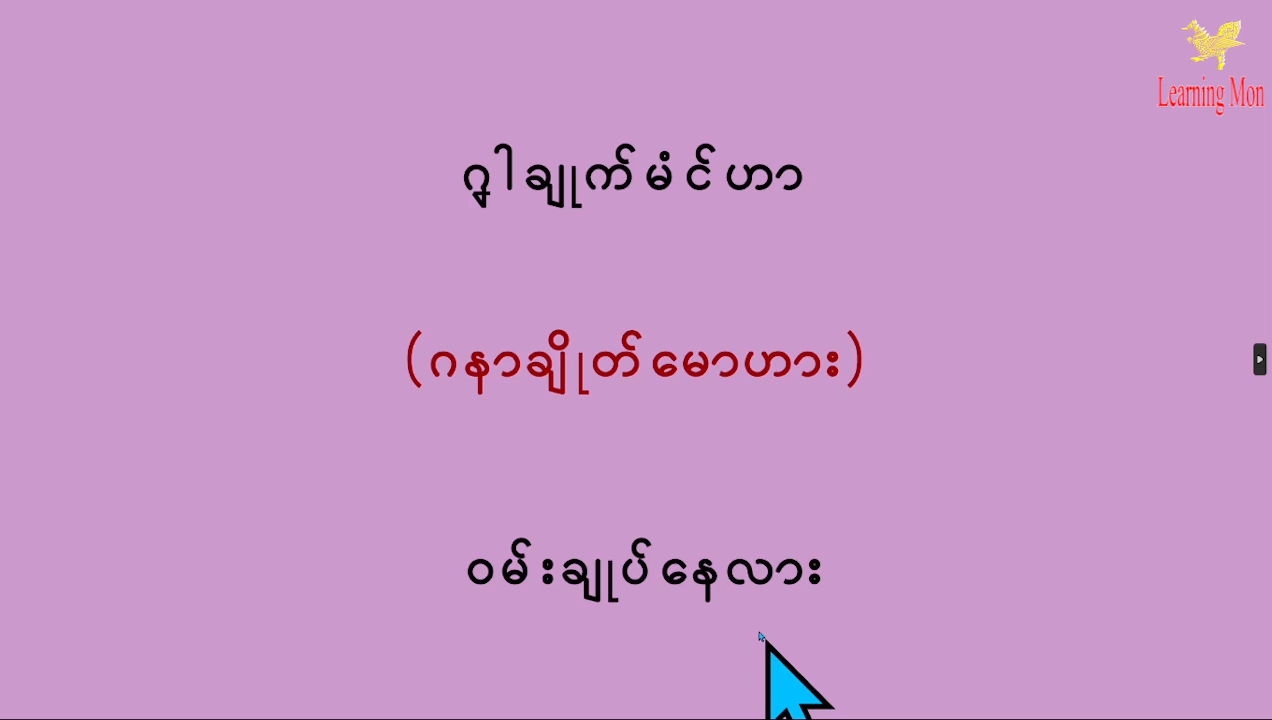 Learning Mon
ဂၞါချုက်မံင်ဟာ
(ဂနာချိုတ်မောဟား)
ဝမ်းချုပ်နေလား